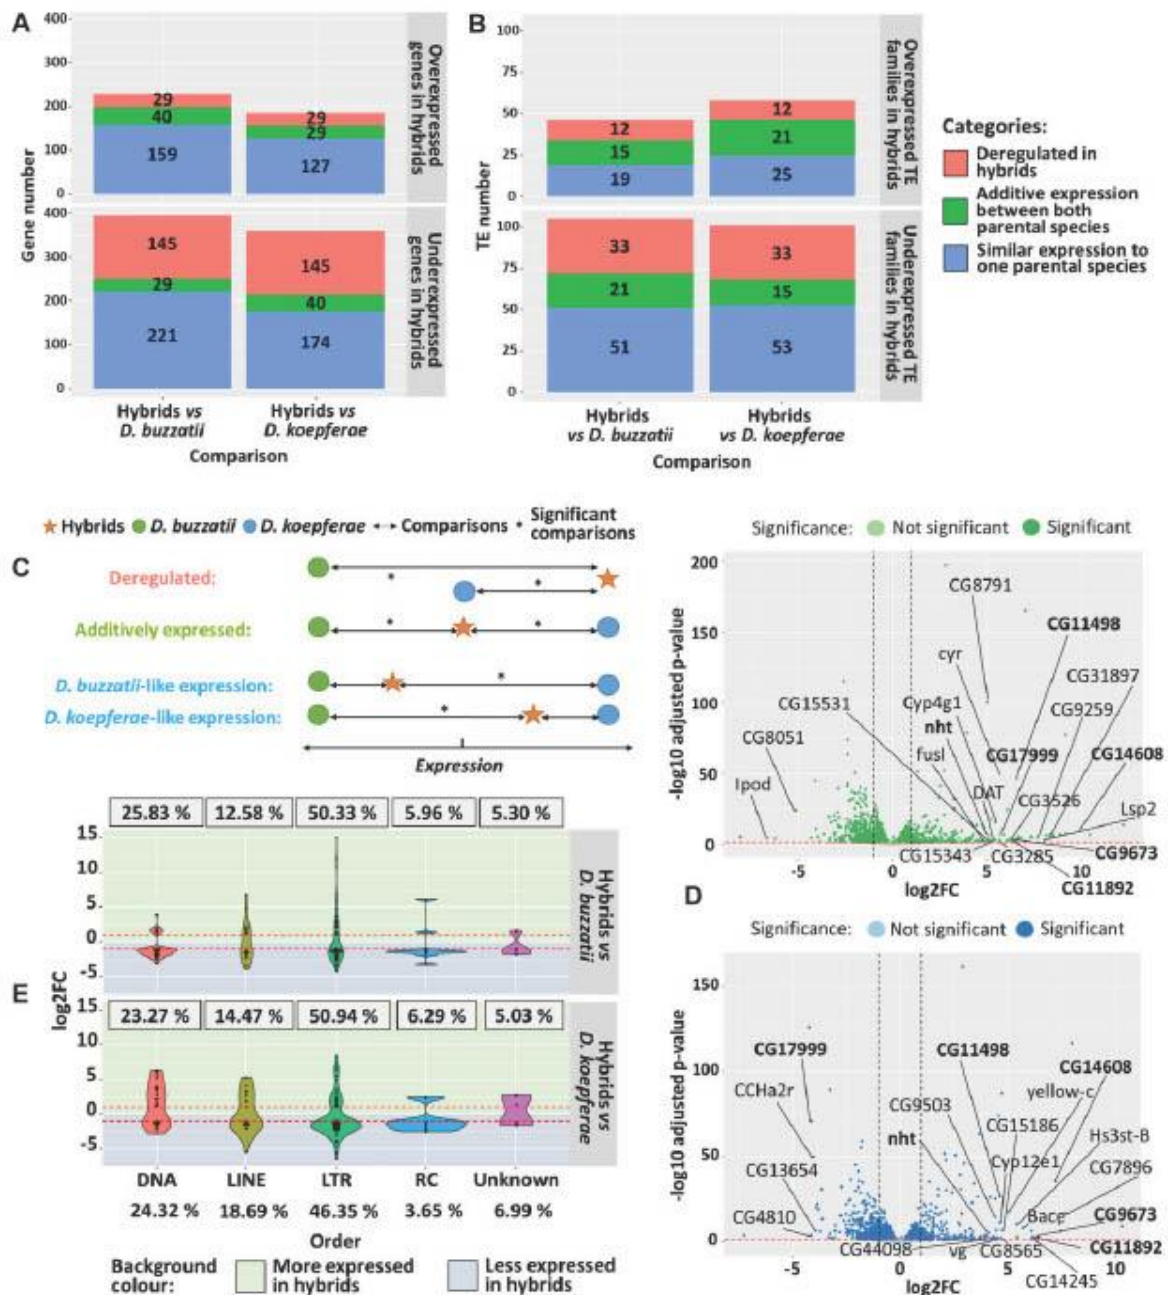 A
Gene number
400
300
200
100
0
29
40
159
29
29
127
Overexpressed
genes in hybrids
400
300
200
100
0
145
29
221
145
40
174
Underexpressed
genes in hybrids
Hybrids vs
D. buzzatii
Hybrids vs
D. koepferae
Comparison
B
TE number
100
75
50
25
0
12
15
19
12
21
25
Overexpressed TE
families in hybrids
100
75
50
25
0
33
21
51
33
15
53
Underexpressed TE
families in hybrids
Hybrids
vs D. buzzatii
Hybrids
vs D. koepferae
Comparison
Categories:
Deregulated in
hybrids
Additive expression
between both
parental species
Similar expression to
one parental species
Hybrids D. buzzatii D. koepferae Comparisons * Significant
comparisons
C
Deregulated:
* *
Additively expressed:
* *
D. buzzatii-like expression:
*
D. koepferae-like expression:
*
Expression
Significance: Not significant Significant
-log10 adjusted p-value
200
150
100
50
0
CG8791
CG11498
cyr
CG31897
CG15531
Cyp4g1
CG9259
nht
CG8051
CG17999
CG14608
fusl
Ipod
DAT
CG3526
Lsp2
CG15343
CG3285
CG9673
CG11892
-5 0 5 10
log2FC
D
Significance: Not significant Significant
-log10 adjusted p-value
150
100
50
0
CG17999
CG11498
CG14608
CCHa2r
yellow-c
CG9503
CG15186
nht
Hs3st-B
Cyp12e1
CG13654
CG7896
CG4810
Bace
CG9673
CG44098
vg
CG8565
CG11892
CG14245
-5 0 5 10
log2FC
E
log2FC
25.83 % 12.58 % 50.33 % 5.96 % 5.30 %
15
10
5
0
-5
Hybrids vs
D. buzzatii
23.27 % 14.47 % 50.94 % 6.29 % 5.03 %
15
10
5
0
-5
Hybrids vs
D. koepferae
DNA LINE LTR RC Unknown
24.32 % 18.69 % 46.35 % 3.65 % 6.99 %
Order
Background
colour:
More expressed
in hybrids
Less expressed
in hybrids